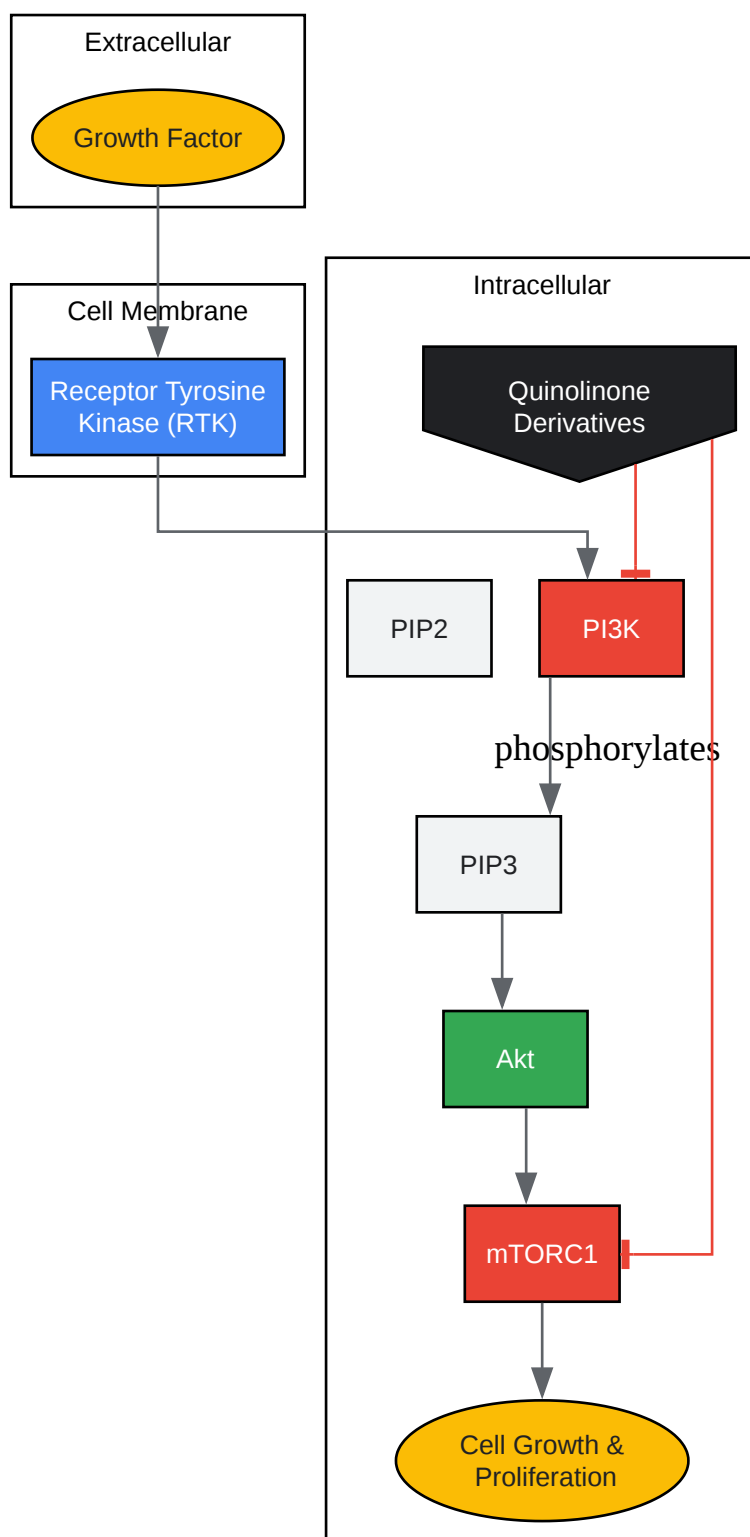 Extracellular
Growth Factor
Cell Membrane
Receptor Tyrosine
Kinase (RTK)
Intracellular
Quinolinone
Derivatives
PIP2
PI3K
phosphorylates
PIP3
Akt
mTORC1
Cell Growth &
Proliferation